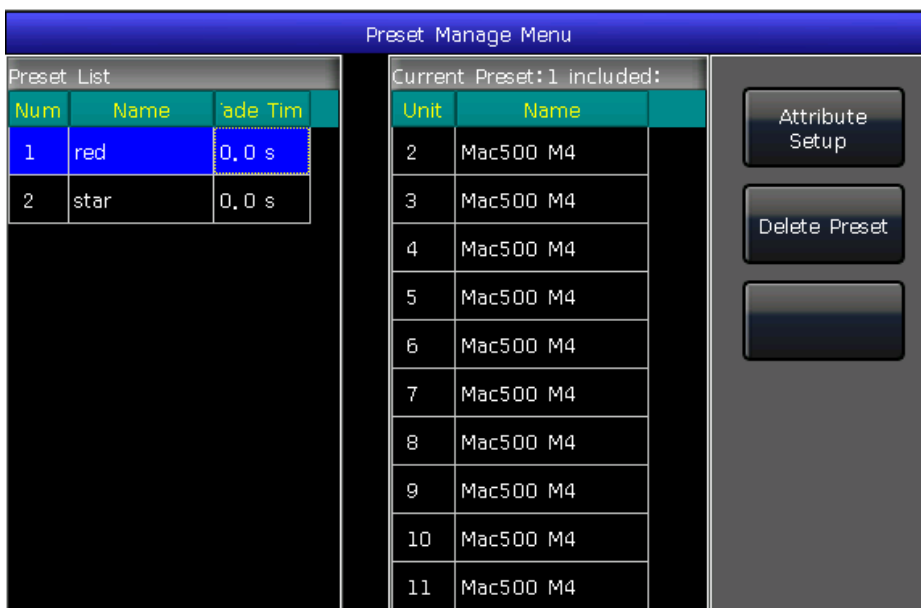 Preset Manage Menu
Preset List
Num Name ade Tim
1 red 0.0 s
2 star 0.0 s
Current Preset:1 included:
Unit Name
2 Mac500 M4
3 Mac500 M4
4 Mac500 M4
5 Mac500 M4
6 Mac500 M4
7 Mac500 M4
8 Mac500 M4
9 Mac500 M4
10 Mac500 M4
11 Mac500 M4
Attribute
Setup
Delete Preset